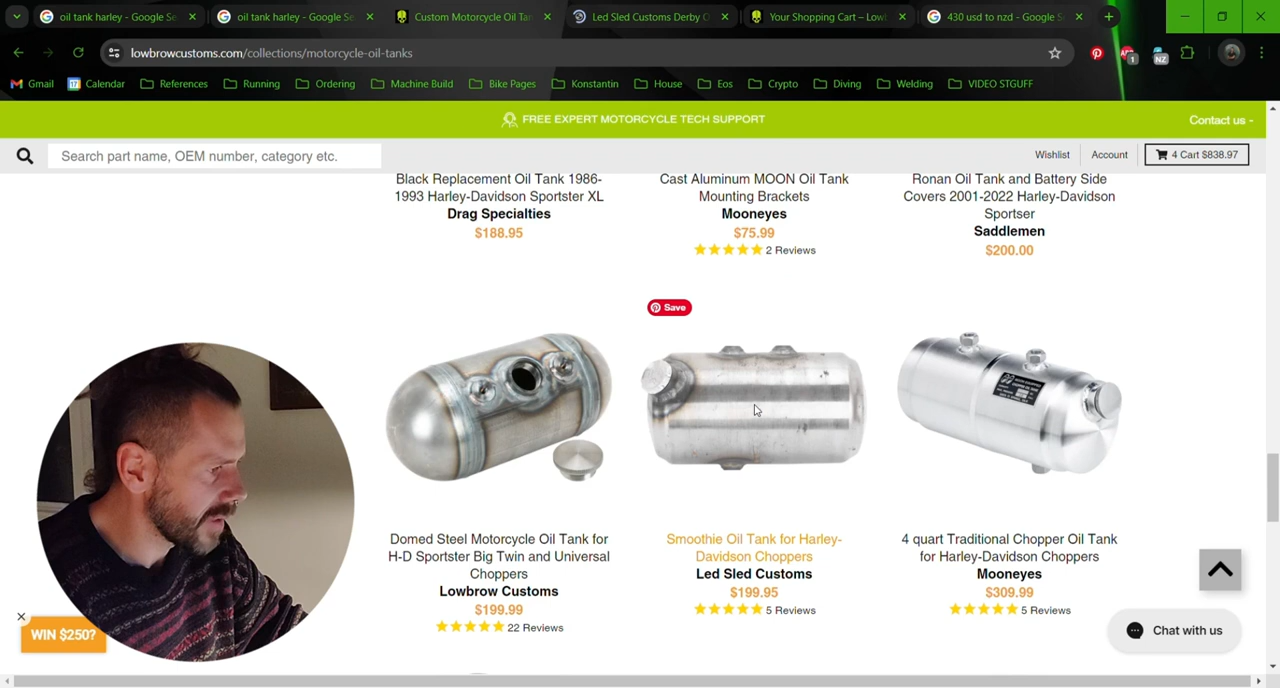 oil tank harley - Google Se
oil tank harley - Google Se
Custom Motorcycle Oil Tan
Led Sled Customs Derby O
Your Shopping Cart – Lowb
430 usd to nzd - Google S
lowbrowcustoms.com/collections/motorcycle-oil-tanks
1
NZ
Gmail
Calendar
References
Running
Ordering
Machine Build
Bike Pages
Konstantin
House
Eos
Crypto
Diving
Welding
VIDEO STGUFF
FREE EXPERT MOTORCYCLE TECH SUPPORT
Contact us -
Search part name, OEM number, category etc.
Wishlist
Account
4 Cart $838.97
Black Replacement Oil Tank 1986-
1993 Harley-Davidson Sportster XL
Drag Specialties
$188.95
Cast Aluminum MOON Oil Tank
Mounting Brackets
Mooneyes
$75.99
2 Reviews
Ronan Oil Tank and Battery Side
Covers 2001-2022 Harley-Davidson
Sportser
Saddlemen
$200.00
Save
Domed Steel Motorcycle Oil Tank for
H-D Sportster Big Twin and Universal
Choppers
Lowbrow Customs
$199.99
22 Reviews
Smoothie Oil Tank for Harley-
Davidson Choppers
Led Sled Customs
$199.95
5 Reviews
4 quart Traditional Chopper Oil Tank
for Harley-Davidson Choppers
Mooneyes
$309.99
5 Reviews
WIN $250?
Chat with us